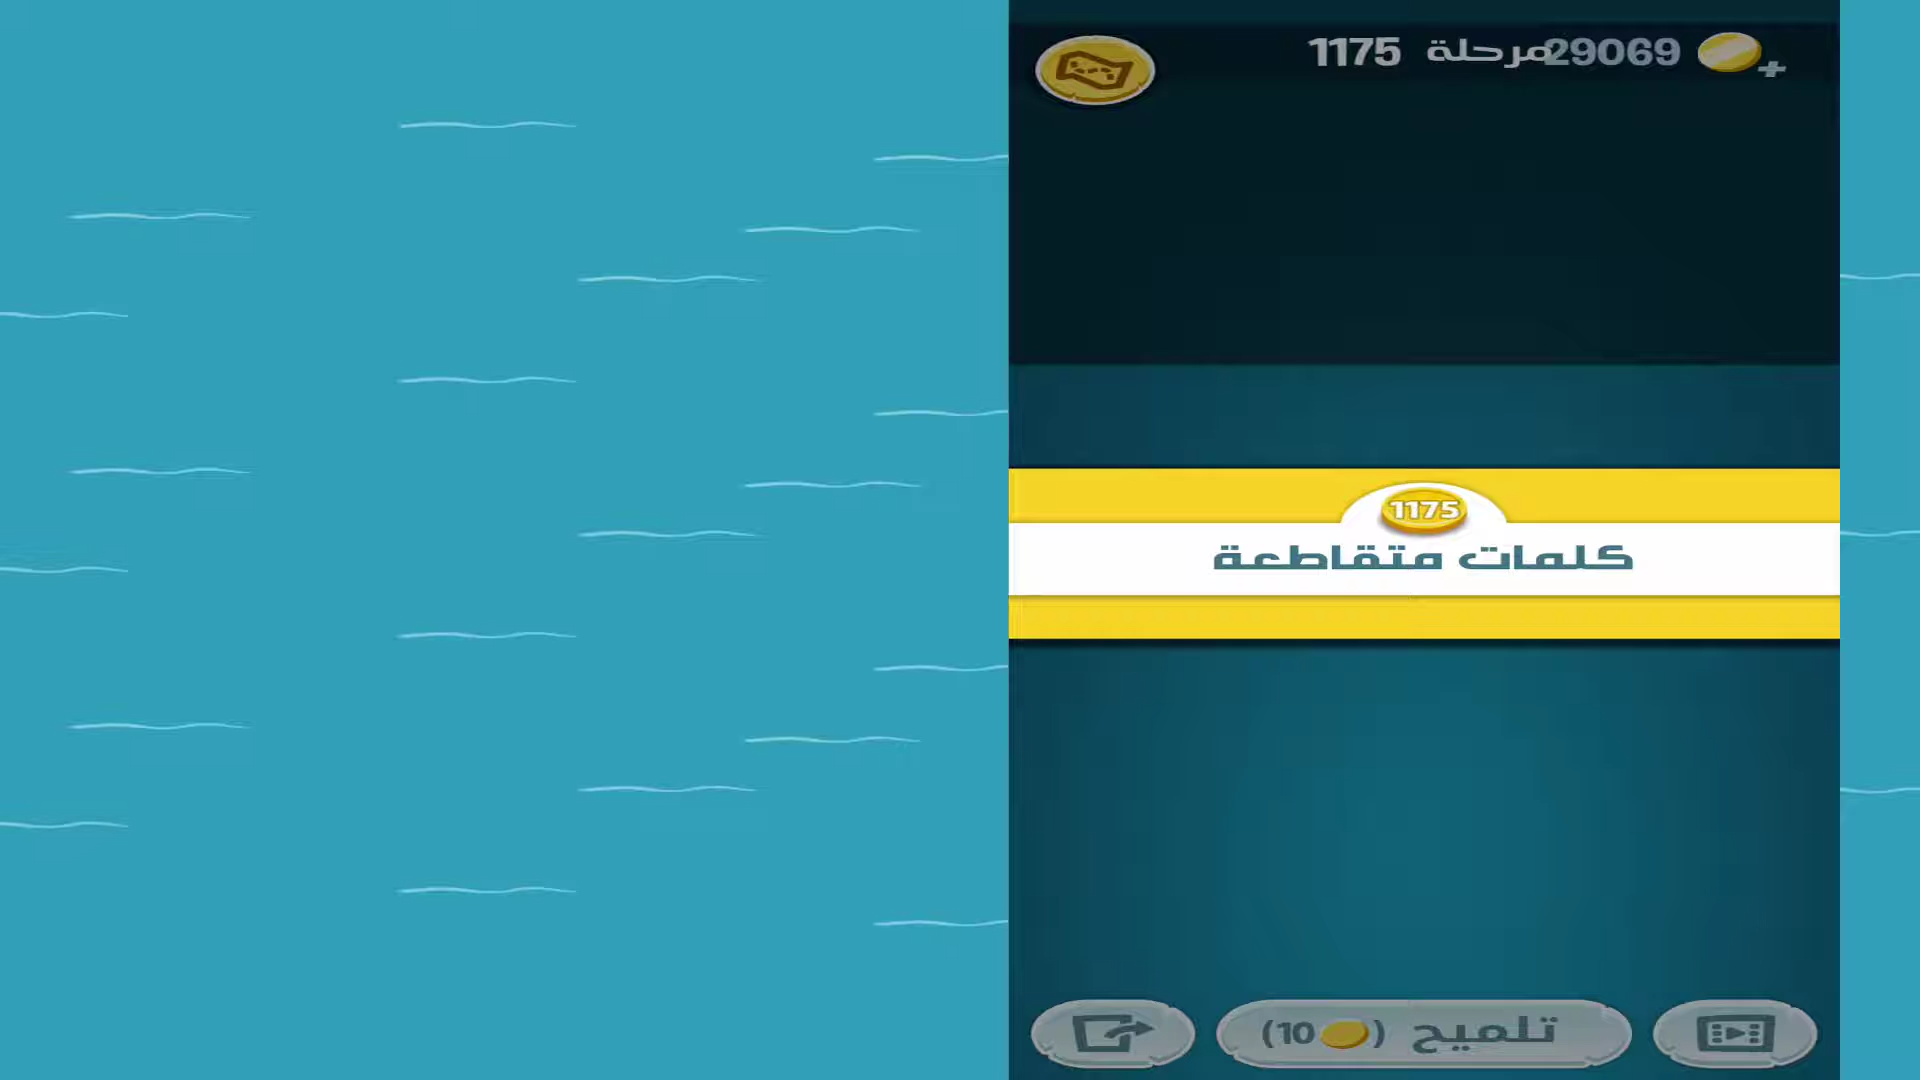 مرحلة 1175
29069
1175
كلمات متقاطعة
تلميح (10)